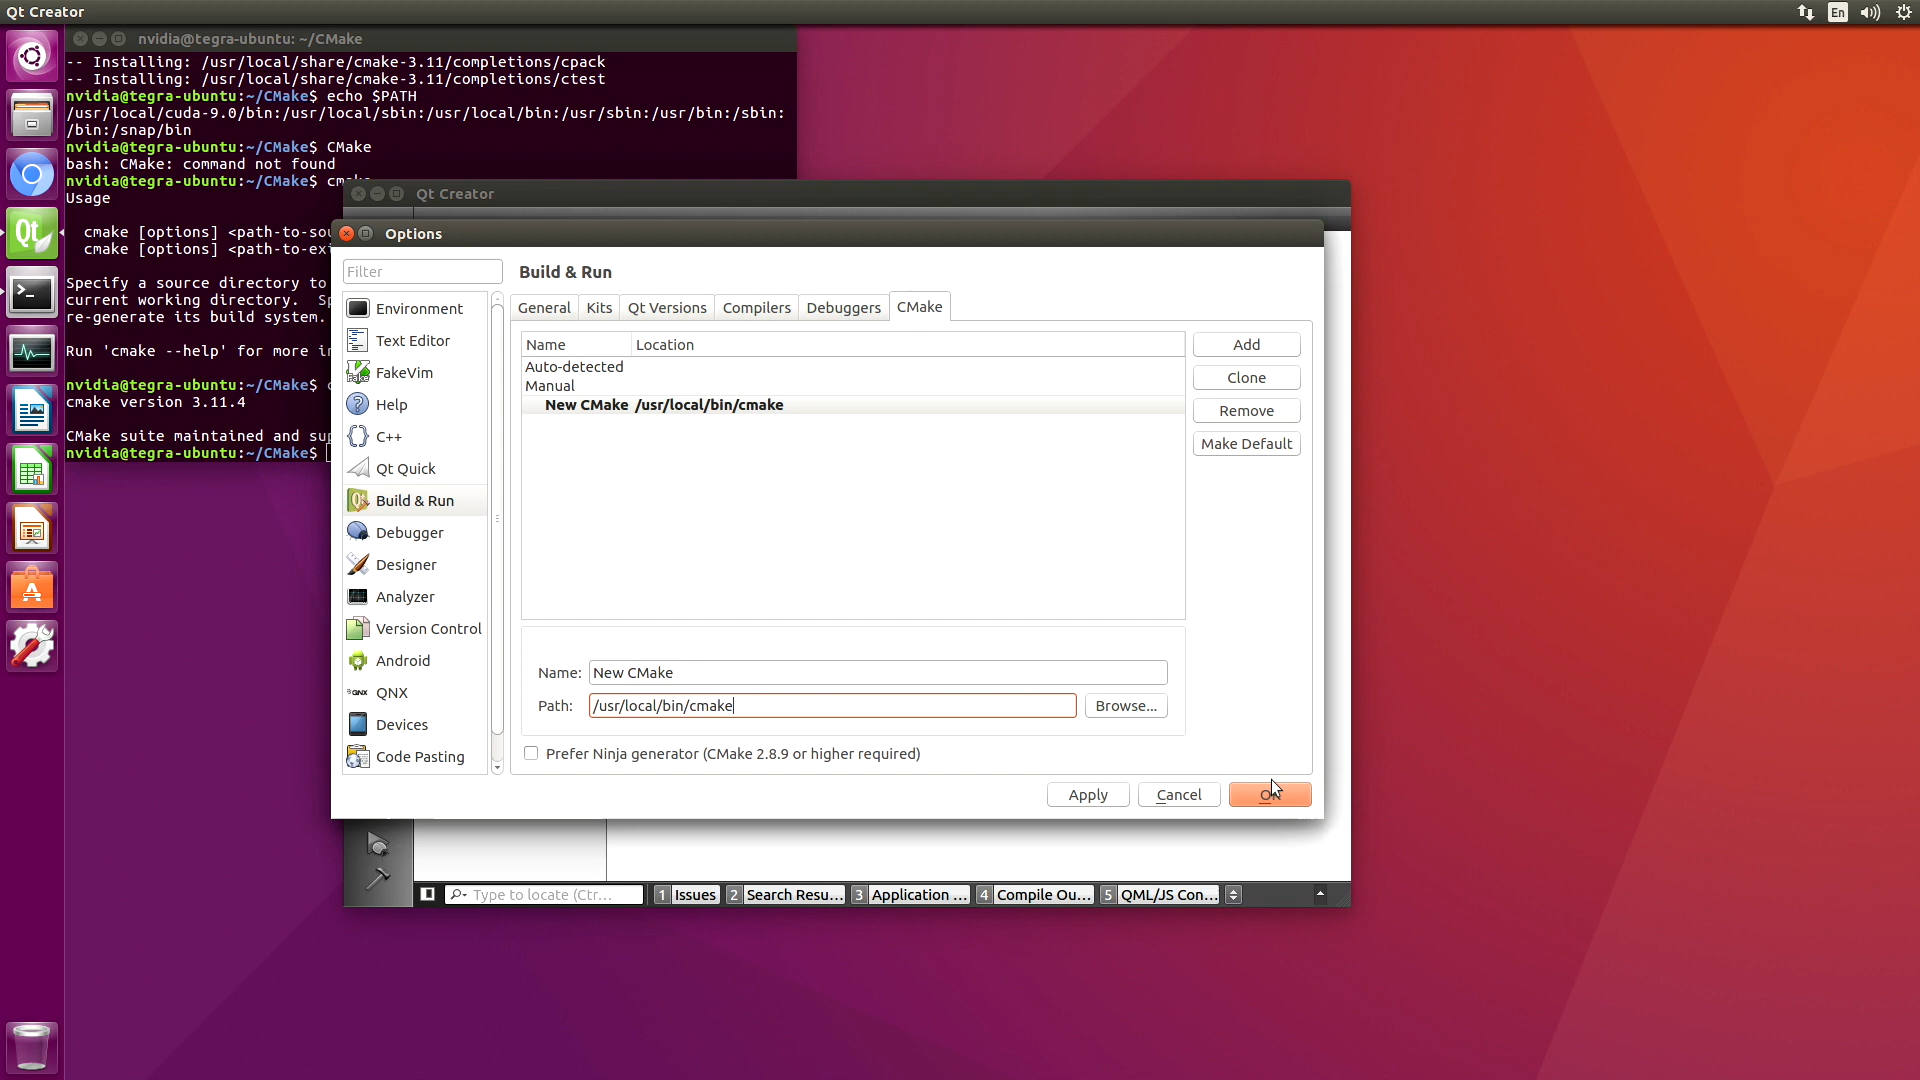 Qt Creator
En
nvidia@tegra-ubuntu: ~/CMake
-- Installing: /usr/local/share/cmake-3.11/completions/cpack
-- Installing: /usr/local/share/cmake-3.11/completions/ctest
nvidia@tegra-ubuntu:~/CMake$ echo $PATH
/usr/local/cuda-9.0/bin:/usr/local/sbin:/usr/local/bin:/usr/sbin:/usr/bin:/sbin:
/bin:/snap/bin
nvidia@tegra-ubuntu:~/CMake$ CMake
bash: CMake: command not found
nvidia@tegra-ubuntu:~/CMake$ cmake
Usage
cmake [options] <path-to-sou
cmake [options] <path-to-exi
Specify a source directory to
current working directory. Sp
re-generate its build system.
Run 'cmake --help' for more in
nvidia@tegra-ubuntu:~/CMake$ c
cmake version 3.11.4
CMake suite maintained and sup
nvidia@tegra-ubuntu:~/CMake$
Qt Creator
Options
Filter
Environment
Text Editor
FakeVim
Help
C++
Qt Quick
Build & Run
Debugger
Designer
Analyzer
Version Control
Android
QNX
Devices
Code Pasting
Build & Run
General Kits Qt Versions Compilers Debuggers CMake
Name Location
Auto-detected
Manual
New CMake /usr/local/bin/cmake
Add
Clone
Remove
Make Default
Name: New CMake
Path: /usr/local/bin/cmake Browse...
Prefer Ninja generator (CMake 2.8.9 or higher required)
Apply Cancel OK
Type to locate (Ctr... 1 Issues 2 Search Resu... 3 Application ... 4 Compile Ou... 5 QML/JS Con...